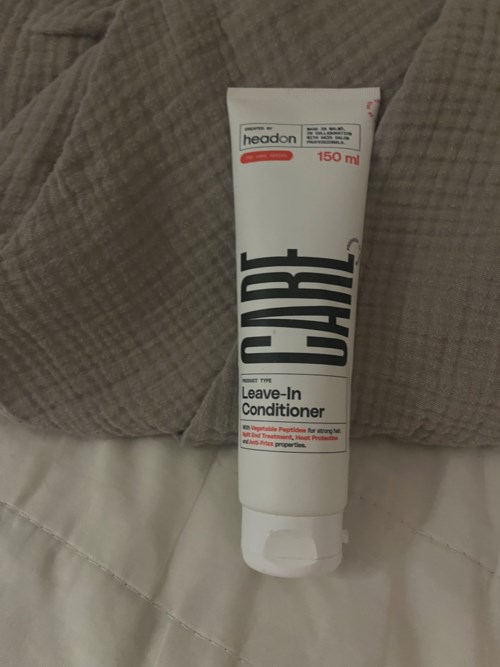 CREATED BY
headon
MADE IN MALMÖ,
IN COLLABORATION
WITH HAIR SALON
PROFESSIONALS.
150 ml
CARE
CARE
PRODUCT TYPE
Leave-In
Conditioner
With Vegetable Peptides for strong hair,
Split End Treatment, Heat Protection
and Anti-Frizz properties.